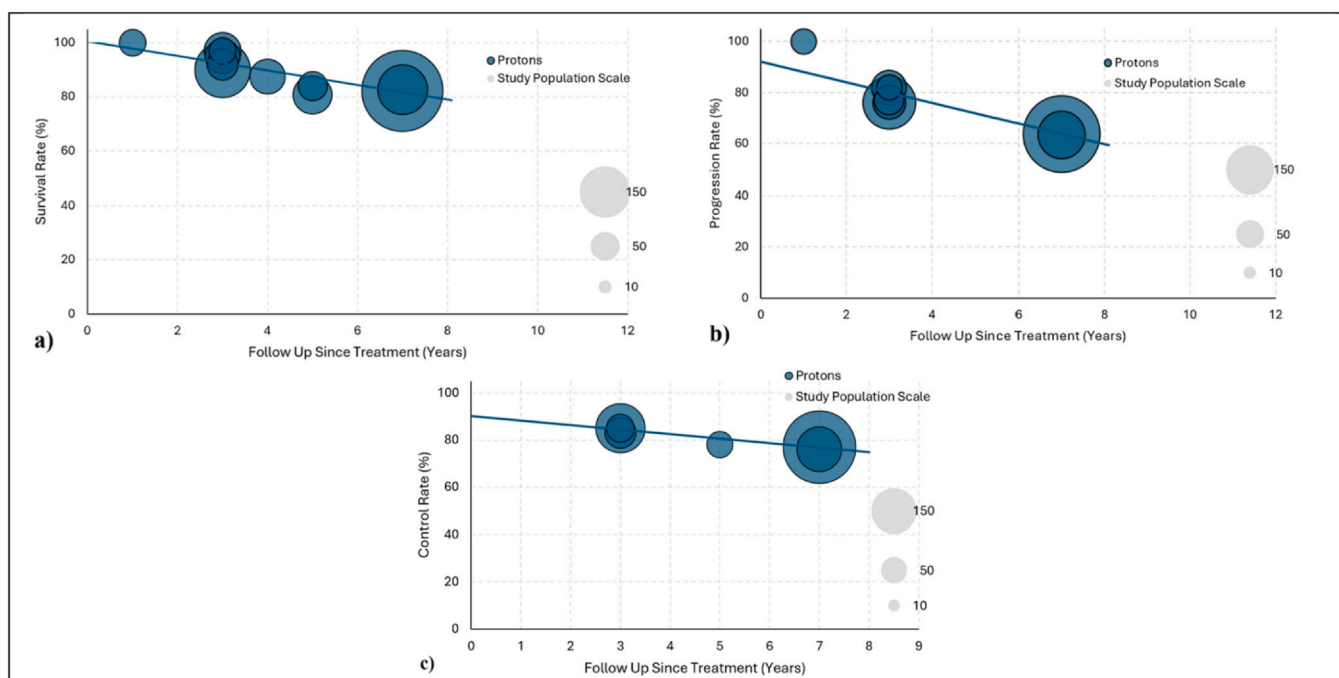 100
80
60
40
20
0
Survival Rate (%)
Protons
Study Population Scale
150
50
10
0 2 4 6 8 10 12
a)
Follow Up Since Treatment (Years)
100
80
60
40
20
0
Progression Rate (%)
Protons
Study Population Scale
150
50
10
0 2 4 6 8 10 12
b)
Follow Up Since Treatment (Years)
100
80
60
40
20
0
Control Rate (%)
Protons
Study Population Scale
150
50
10
0 1 2 3 4 5 6 7 8 9
c)
Follow Up Since Treatment (Years)